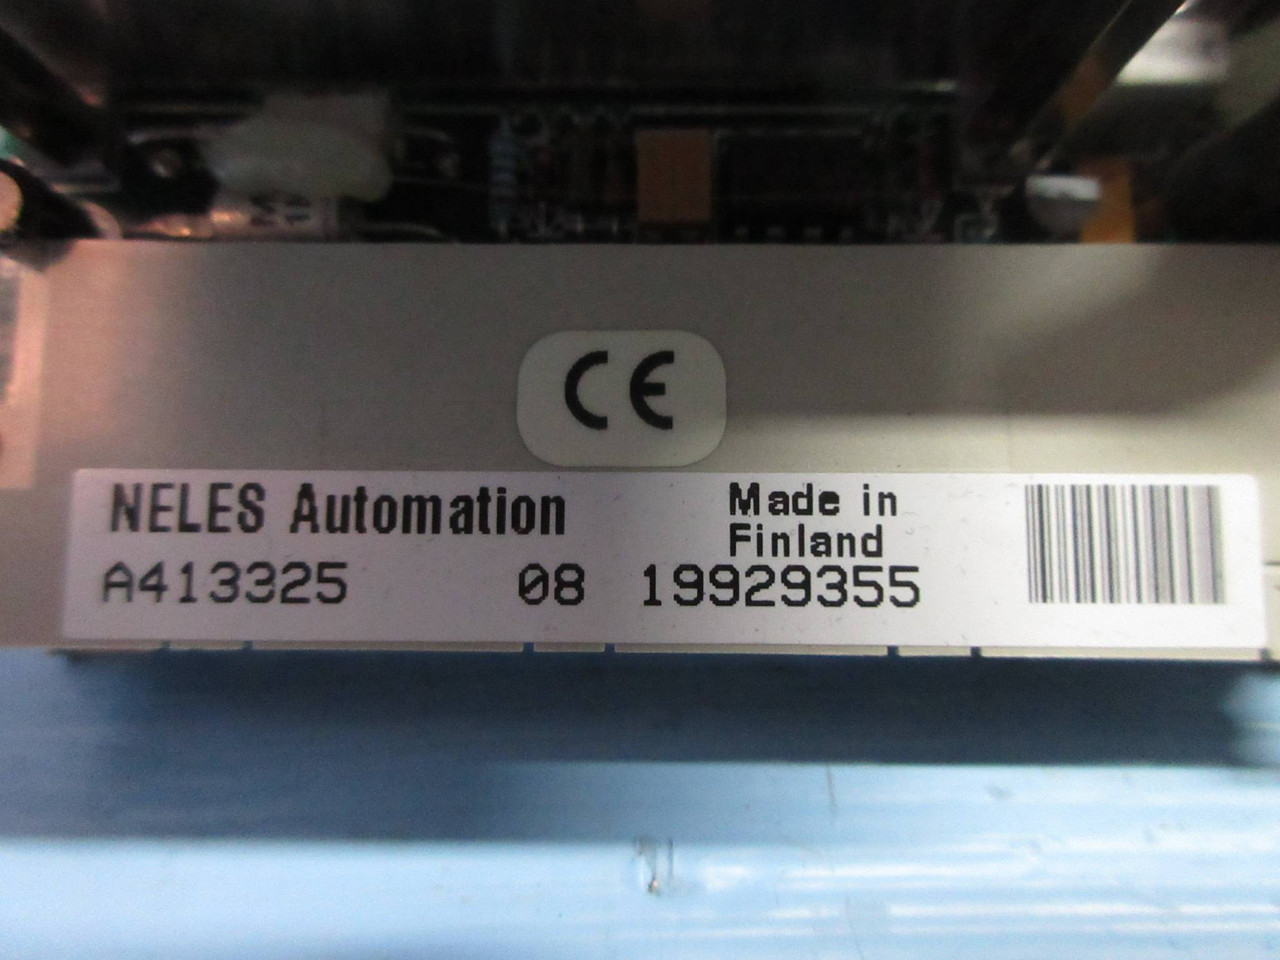 CE
NELES Automation
Made in
Finland
A413325 08 19929355